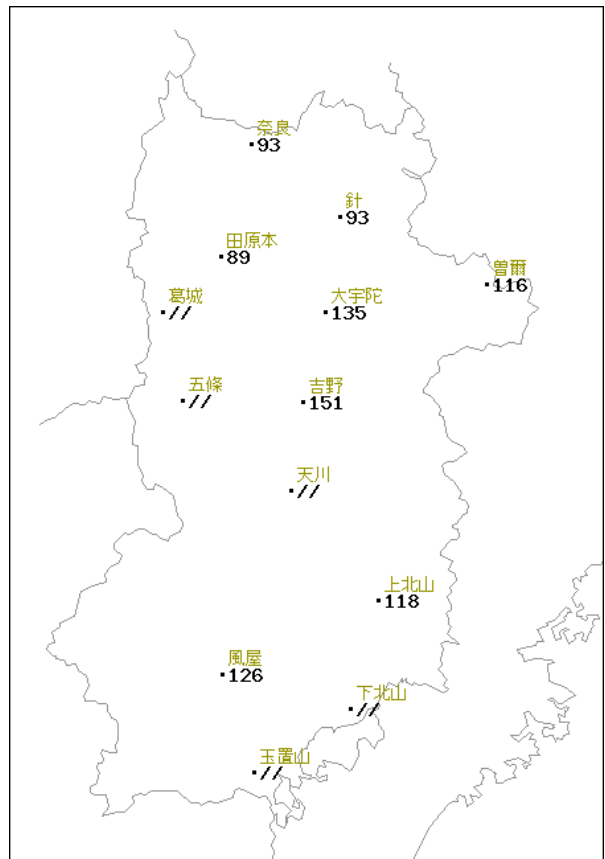 奈良
93
針
93
田原本
89
曽爾
116
葛城
//
大宇陀
135
五條
//
吉野
151
天川
//
上北山
118
風屋
126
下北山
//
玉置山
//